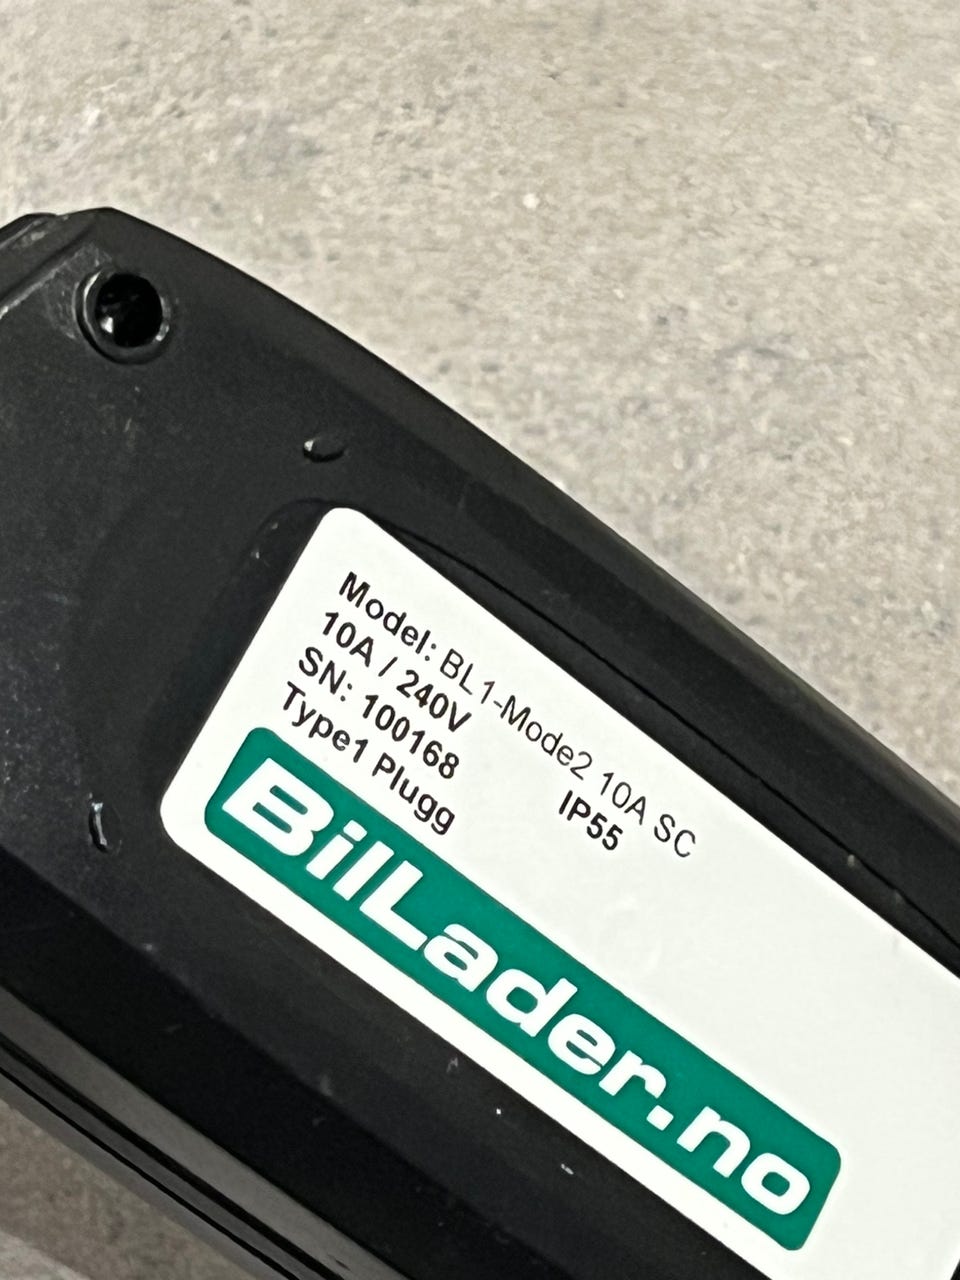 Model: BL1-Mode2 10A SC
10A / 240V
SN: 100168 IP55
Type1 Plugg
BilLader.no